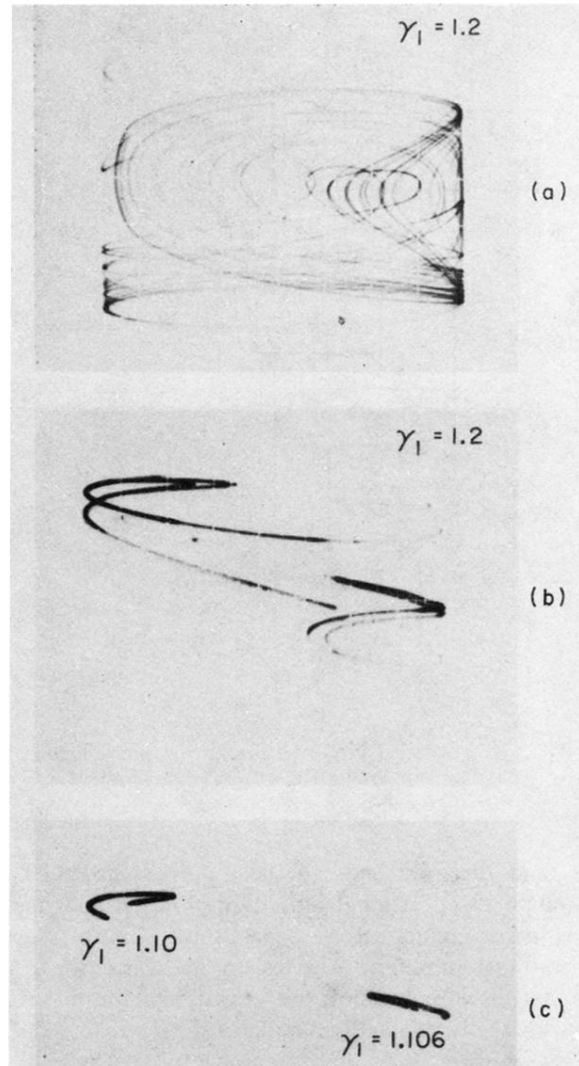 γ₁ = 1.2
(a)
γ₁ = 1.2
(b)
γ₁ = 1.10
γ₁ = 1.106
(c)